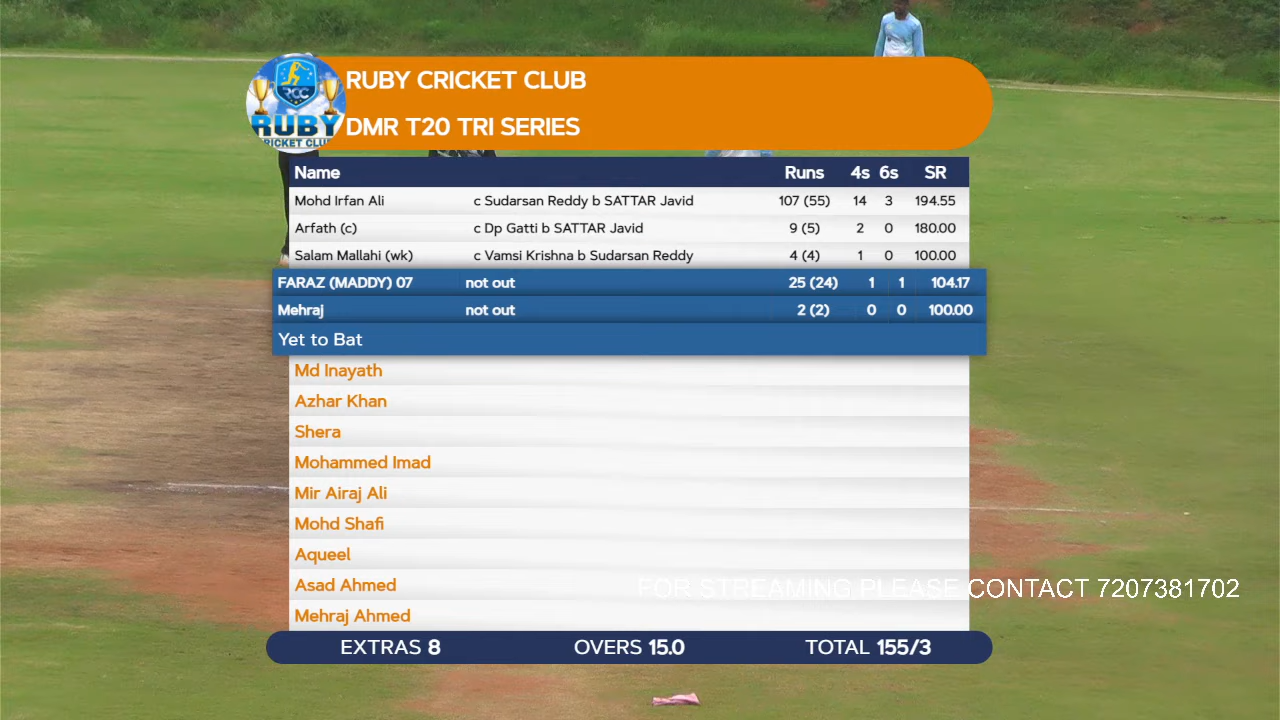 RUBY CRICKET CLUB
DMR T20 TRI SERIES
RCC
RUBY
CRICKET CLUB
Name Runs 4s 6s SR
Mohd Irfan Ali c Sudarsan Reddy b SATTAR Javid 107 (55) 14 3 194.55
Arfath (c) c Dp Gatti b SATTAR Javid 9 (5) 2 0 180.00
Salam Mallahi (wk) c Vamsi Krishna b Sudarsan Reddy 4 (4) 1 0 100.00
FARAZ (MADDY) 07 not out 25 (24) 1 1 104.17
Mehraj not out 2 (2) 0 0 100.00
Yet to Bat
Md Inayath
Azhar Khan
Shera
Mohammed Imad
Mir Airaj Ali
Mohd Shafi
Aqueel
Asad Ahmed
FOR STREAMING PLEASE CONTACT 7207381702
Mehraj Ahmed
EXTRAS 8 OVERS 15.0 TOTAL 155/3